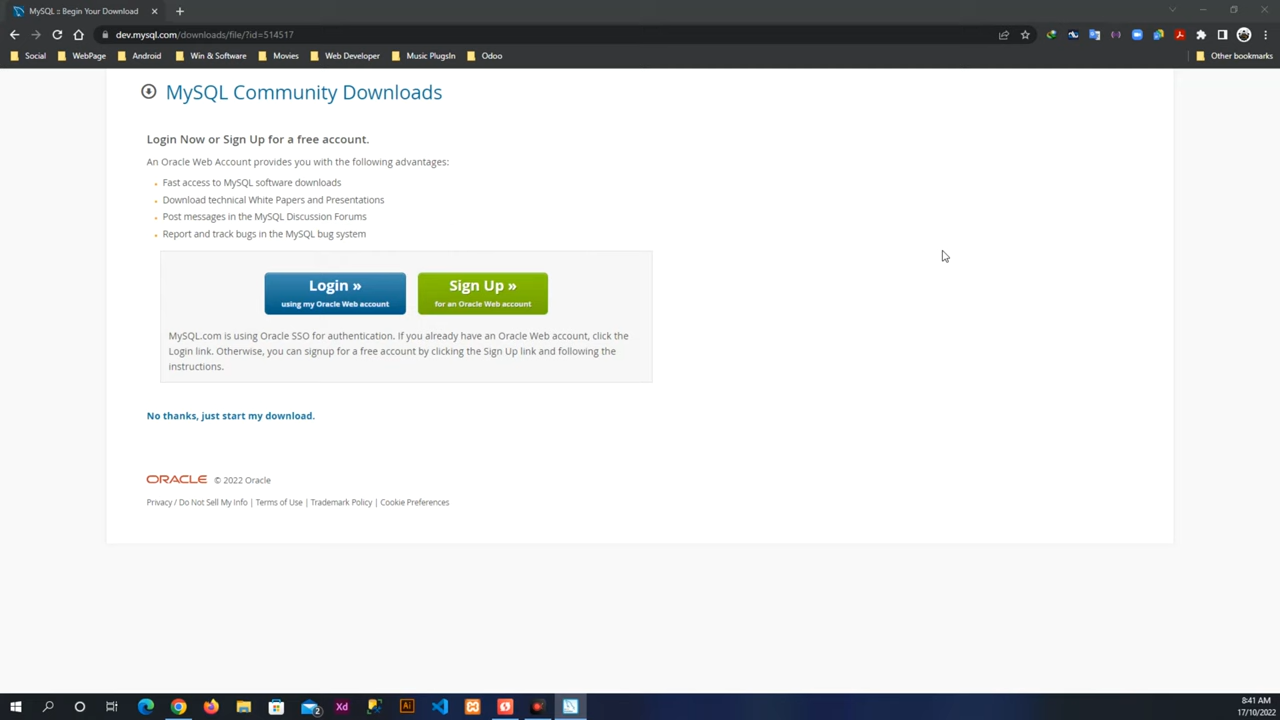 MySQL :: Begin Your Download
dev.mysql.com/downloads/file/?id=514517
Social WebPage Android Win & Software Movies Web Developer Music PlugsIn Odoo Other bookmarks
MySQL Community Downloads
Login Now or Sign Up for a free account.
An Oracle Web Account provides you with the following advantages:
Fast access to MySQL software downloads
Download technical White Papers and Presentations
Post messages in the MySQL Discussion Forums
Report and track bugs in the MySQL bug system
Login » Sign Up »
using my Oracle Web account for an Oracle Web account
MySQL.com is using Oracle SSO for authentication. If you already have an Oracle Web account, click the
Login link. Otherwise, you can signup for a free account by clicking the Sign Up link and following the
instructions.
No thanks, just start my download.
ORACLE © 2022 Oracle
Privacy / Do Not Sell My Info | Terms of Use | Trademark Policy | Cookie Preferences
Xd Ai 2
8:41 AM
17/10/2022